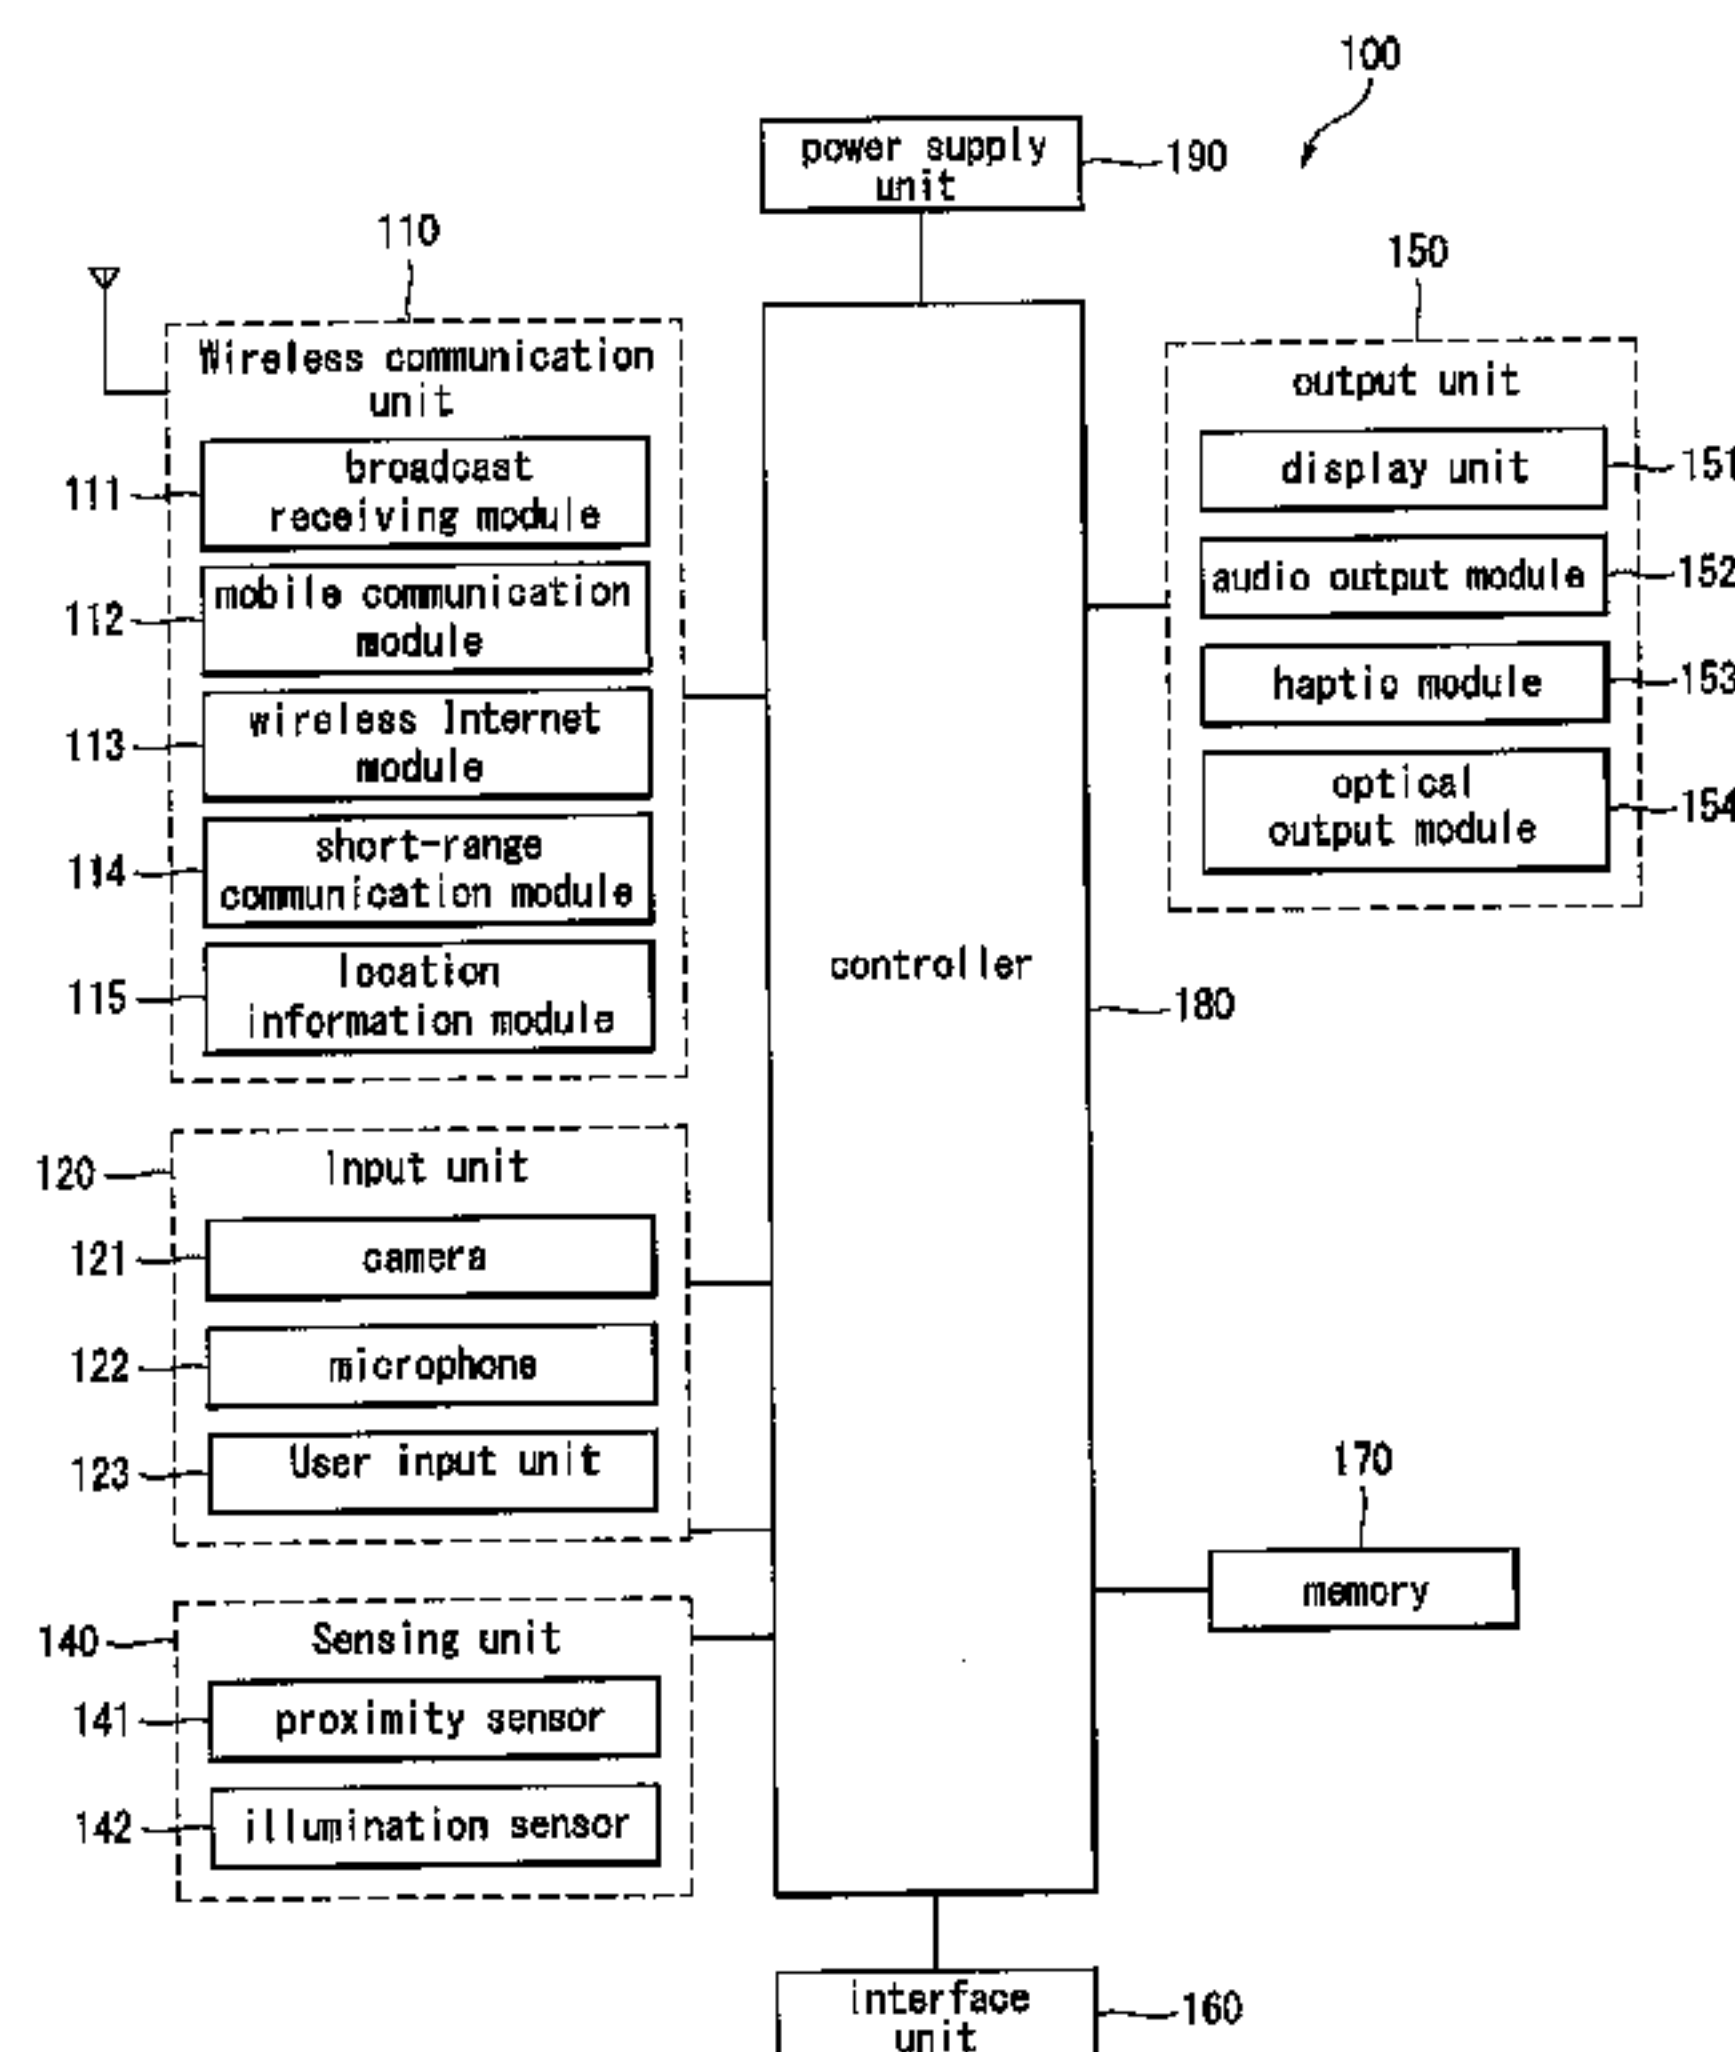 100
power supply
unit
190
110
Wireless communication
unit
111
broadcast
receiving module
112
mobile communication
module
113
wireless Internet
module
114
short-range
communication module
115
location
information module
120
Input unit
121
camera
122
microphone
123
User input unit
140
Sensing unit
141
proximity sensor
142
illumination sensor
controller
180
150
output unit
display unit
151
audio output module
152
haptic module
153
optical
output module
154
170
memory
interface
unit
160